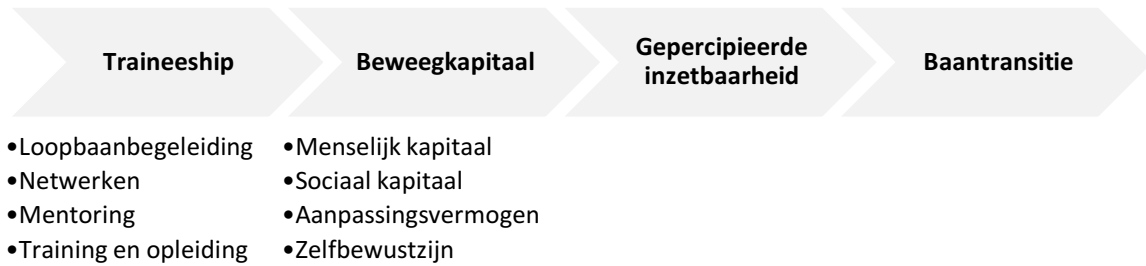 Traineeship
Beweegkapitaal
Gepercipieerde
inzetbaarheid
Baantransitie
•Loopbaanbegeleiding
•Netwerken
•Mentoring
•Training en opleiding
•Menselijk kapitaal
•Sociaal kapitaal
•Aanpassingsvermogen
•Zelfbewustzijn